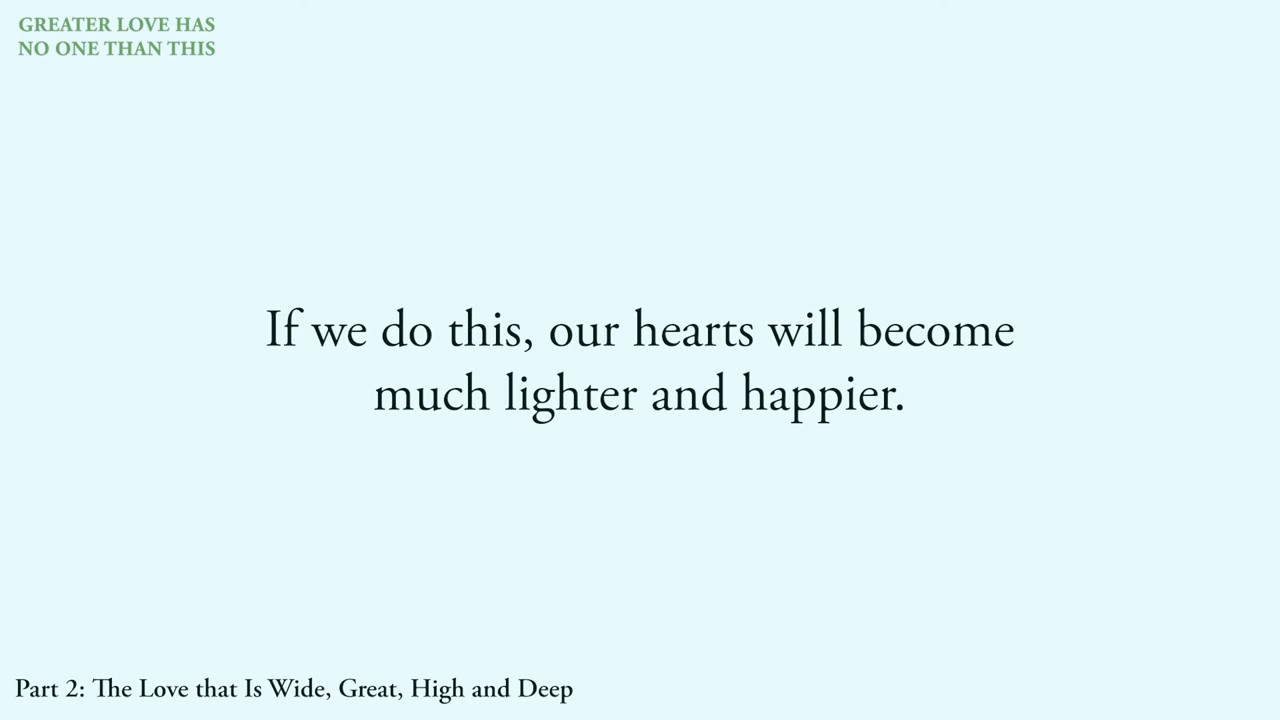 GREATER LOVE HAS
NO ONE THAN THIS
If we do this, our hearts will become
much lighter and happier.
Part 2: The Love that Is Wide, Great, High and Deep